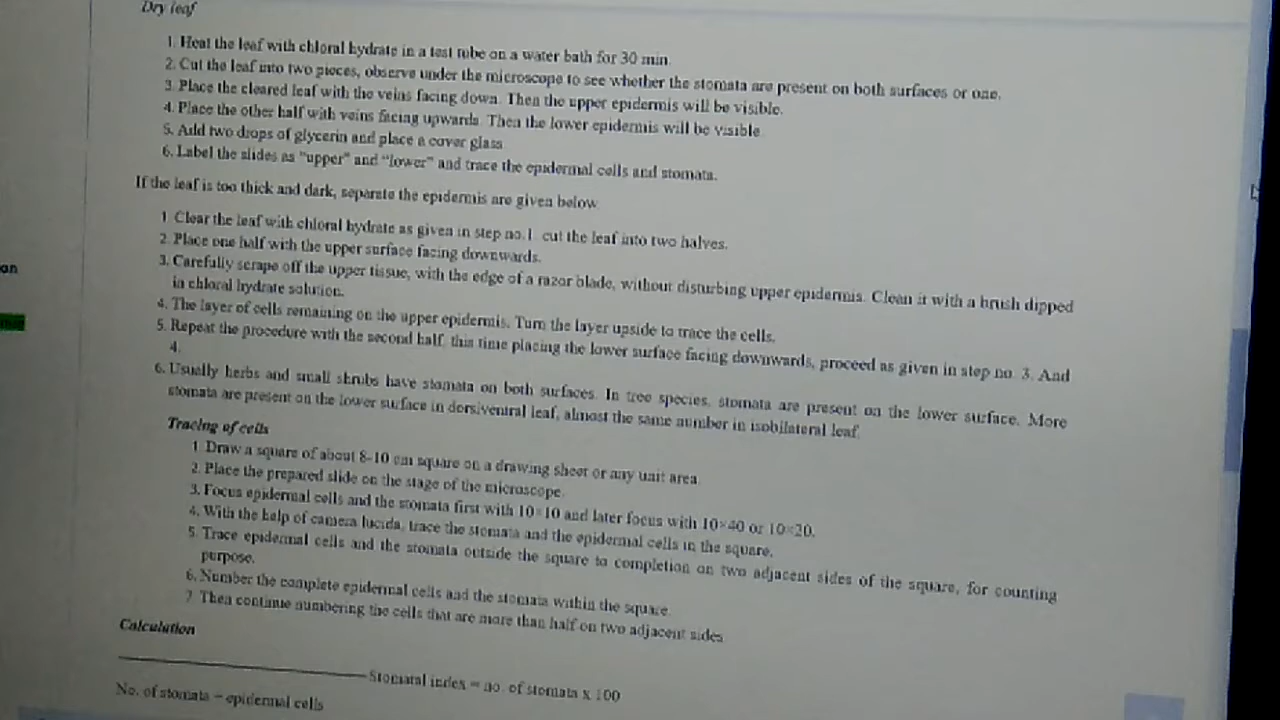 Dry leaf
1. Heat the leaf with chloral hydrate in a test tube on a water bath for 30 min.
2. Cut the leaf into two pieces, observe under the microscope to see whether the stomata are present on both surfaces or one.
3. Place the cleared leaf with the veins facing down. Then the upper epidermis will be visible.
4. Place the other half with veins facing upwards. Then the lower epidermis will be visible.
5. Add two drops of glycerin and place a cover glass.
6. Label the slides as "upper" and "lower" and trace the epidermal cells and stomata.
If the leaf is too thick and dark, separate the epidermis are given below.
1. Clear the leaf with chloral hydrate as given in step no. 1. cut the leaf into two halves.
2. Place one half with the upper surface facing downwards.
3. Carefully scrape off the upper tissue, with the edge of a razor blade, without disturbing upper epidermis. Clean it with a brush dipped
in chloral hydrate solution.
4. The layer of cells remaining on the upper epidermis. Turn the layer upside to trace the cells.
5. Repeat the procedure with the second half, this time placing the lower surface facing downwards, proceed as given in step no. 3. And
4.
6. Usually herbs and small shrubs have stomata on both surfaces. In tree species, stomata are present on the lower surface. More
stomata are present on the lower surface in dorsiventral leaf, almost the same number in isobilateral leaf.
Tracing of cells
1. Draw a square of about 8-10 cm square on a drawing sheet or any unit area.
2. Place the prepared slide on the stage of the microscope.
3. Focus epidermal cells and the stomata first with 10×10 and later focus with 10×40 or 10×20.
4. With the help of camera lucida, trace the stomata and the epidermal cells in the square.
5. Trace epidermal cells and the stomata outside the square to completion on two adjacent sides of the square, for counting
purpose.
6. Number the complete epidermal cells and the stomata within the square.
7. Then continue numbering the cells that are more than half on two adjacent sides.
Calculation
Stomatal index = no. of stomata x 100
No. of stomata epidermal cells